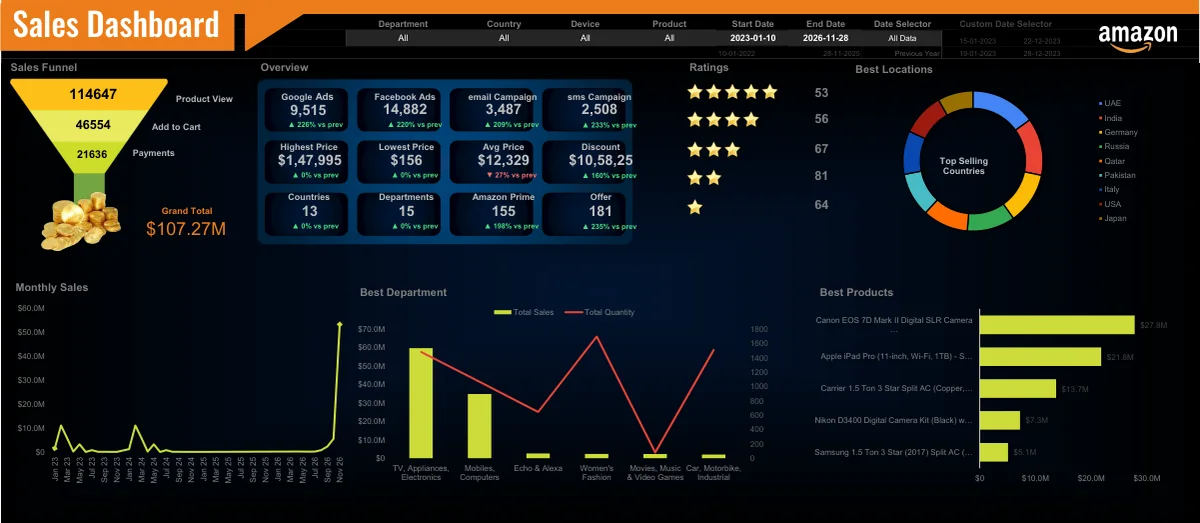 Sales Dashboard
Department Country Device Product Start Date End Date Date Selector Custom Date Selector
All All All All 2023-01-10 2026-11-28 All Data 15-01-2023 22-12-2023
10-01-2022 28-11-2025 Previous Year 10-01-2023 28-12-2023
amazon
Sales Funnel
114647 Product View
46554 Add to Cart
21636 Payments
Grand Total
$107.27M
Overview
Google Ads Facebook Ads email Campaign sms Campaign
9,515 14,882 3,487 2,508
▲ 226% vs prev ▲ 220% vs prev ▲ 209% vs prev ▲ 233% vs prev
Highest Price Lowest Price Avg Price Discount
$1,47,995 $156 $12,329 $10,58,25
▲ 0% vs prev ▲ 0% vs prev ▼ 27% vs prev ▲ 160% vs prev
Countries Departments Amazon Prime Offer
13 15 155 181
▲ 0% vs prev ▲ 0% vs prev ▲ 198% vs prev ▲ 235% vs prev
Ratings
53
56
67
81
64
Best Locations
Top Selling
Countries
UAE
India
Germany
Russia
Qatar
Pakistan
Italy
USA
Japan
Monthly Sales
$60.0M
$50.0M
$40.0M
$30.0M
$20.0M
$10.0M
$0
Jan 23 Mar 23 May 23 Jul 23 Sep 23 Nov 23 Jan 24 Mar 24 May 24 Jul 24 Sep 24 Nov 24 Jan 25 Mar 25 May 25 Jul 25 Sep 25 Nov 25 Jan 26 Mar 26 May 26 Jul 26 Sep 26 Nov 26
Best Department
Total Sales Total Quantity
$70.0M 1800
$60.0M 1600
$50.0M 1400
$40.0M 1200
$30.0M 1000
$20.0M 800
$10.0M 600
$0 400
200
0
TV, Appliances, Electronics
Mobiles, Computers
Echo & Alexa
Women's Fashion
Movies, Music & Video Games
Car, Motorbike, Industrial
Best Products
Canon EOS 7D Mark II Digital SLR Camera … $27.8M
Apple iPad Pro (11-inch, Wi-Fi, 1TB) - S... $21.8M
Carrier 1.5 Ton 3 Star Split AC (Copper,... $13.7M
Nikon D3400 Digital Camera Kit (Black) w... $7.3M
Samsung 1.5 Ton 3 Star (2017) Split AC (... $5.1M
$0 $10.0M $20.0M $30.0M